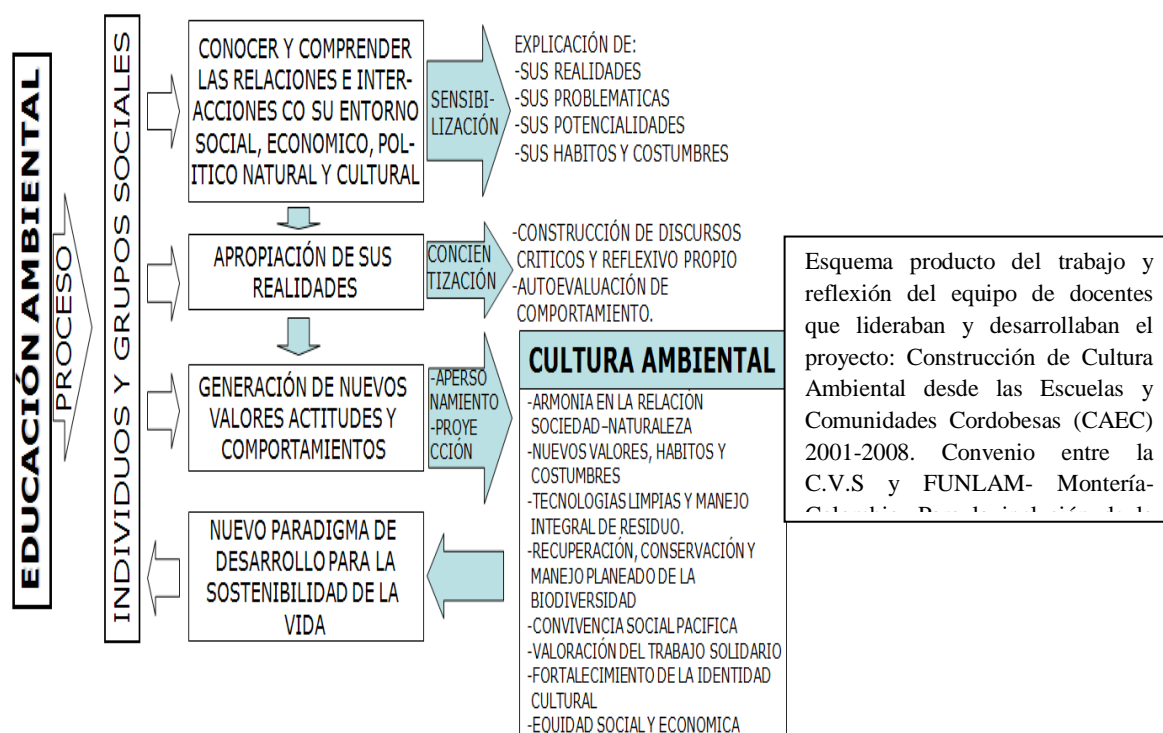 EDUCACIÓN AMBIENTAL
PROCESO
INDIVIDUOS Y GRUPOS SOCIALES
CONOCER Y COMPRENDER
LAS RELACIONES E INTER-
ACCIONES CO SU ENTORNO
SOCIAL, ECONOMICO, POL-
ITICO NATURAL Y CULTURAL
SENSIBI-
LIZACIÓN
EXPLICACIÓN DE:
-SUS REALIDADES
-SUS PROBLEMATICAS
-SUS POTENCIALIDADES
-SUS HABITOS Y COSTUMBRES
APROPIACIÓN DE SUS
REALIDADES
CONCIEN
TIZACIÓN
-CONSTRUCCIÓN DE DISCURSOS
CRITICOS Y REFLEXIVO PROPIO
-AUTOEVALUACIÓN DE
COMPORTAMIENTO.
GENERACIÓN DE NUEVOS
VALORES ACTITUDES Y
COMPORTAMIENTOS
-APERSO
NAMIENTO
-PROYE
CCIÓN
CULTURA AMBIENTAL
-ARMONIA EN LA RELACIÓN
SOCIEDAD-NATURALEZA
-NUEVOS VALORES, HABITOS Y
COSTUMBRES
-TECNOLOGIAS LIMPIAS Y MANEJO
INTEGRAL DE RESIDUO.
-RECUPERACIÓN, CONSERVACIÓN Y
MANEJO PLANEADO DE LA
BIODIVERSIDAD
-CONVIVENCIA SOCIAL PACIFICA
-VALORACIÓN DEL TRABAJO SOLIDARIO
-FORTALECIMIENTO DE LA IDENTIDAD
CULTURAL
-EQUIDAD SOCIAL Y ECONOMICA
NUEVO PARADIGMA DE
DESARROLLO PARA LA
SOSTENIBILIDAD DE LA
VIDA
Esquema producto del trabajo y
reflexión del equipo de docentes
que lideraban y desarrollaban el
proyecto: Construcción de Cultura
Ambiental desde las Escuelas y
Comunidades Cordobesas (CAEC)
2001-2008. Convenio entre la
C.V.S y FUNLAM- Montería-